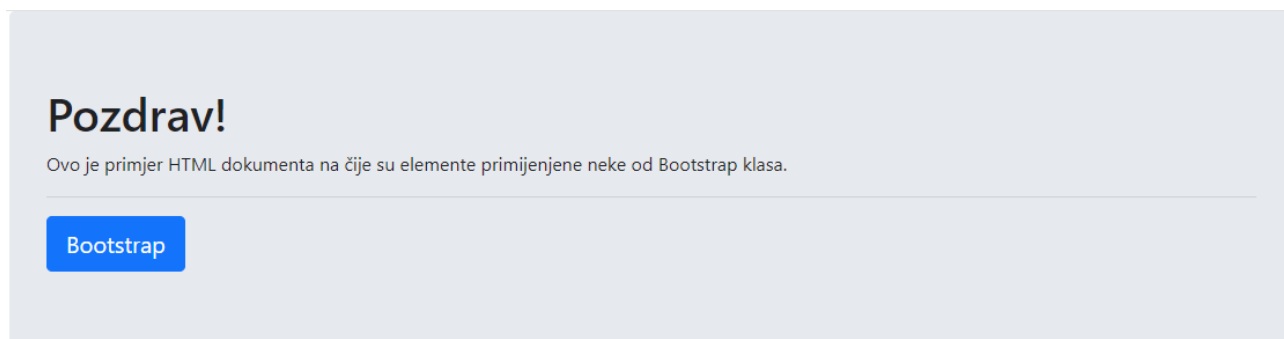 Pozdrav!
Ovo je primjer HTML dokumenta na čije su elemente primijenjene neke od Bootstrap klasa.
Bootstrap